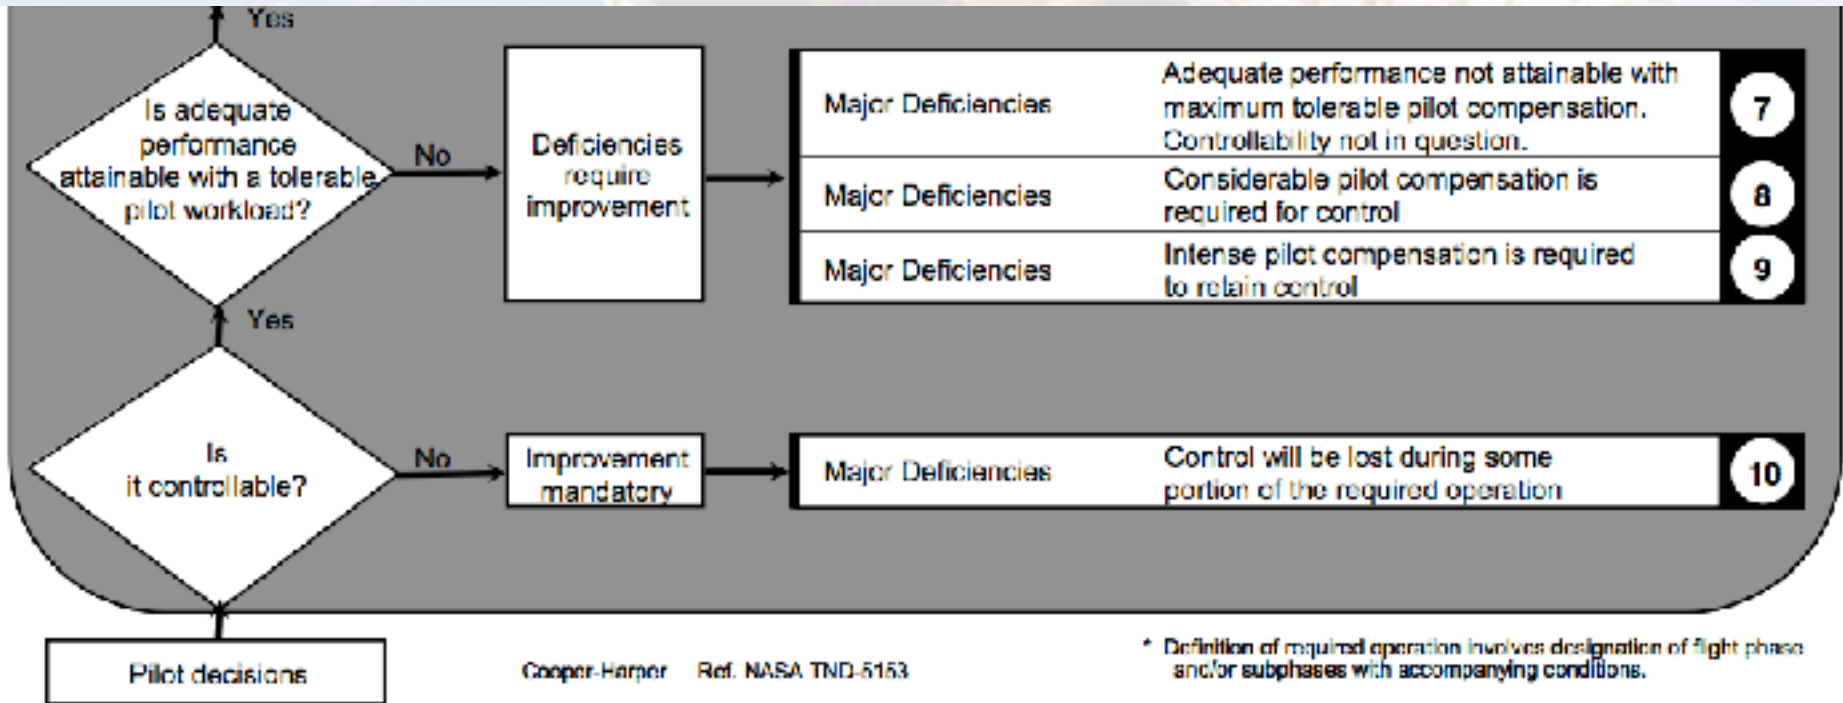 Yes
Is adequate
performance
attainable with a tolerable
pilot workload?
No
Deficiencies
require
improvement
Major Deficiencies
Adequate performance not attainable with
maximum tolerable pilot compensation.
Controllability not in question.
7
Major Deficiencies
Considerable pilot compensation is
required for control
8
Major Deficiencies
Intense pilot compensation is required
to retain control
9
Yes
Is
it controllable?
No
Improvement
mandatory
Major Deficiencies
Control will be lost during some
portion of the required operation
10
Pilot decisions
Cooper-Harper Ref. NASA TND-5153
* Definition of required operation involves designation of flight phase
and/or subphases with accompanying conditions.